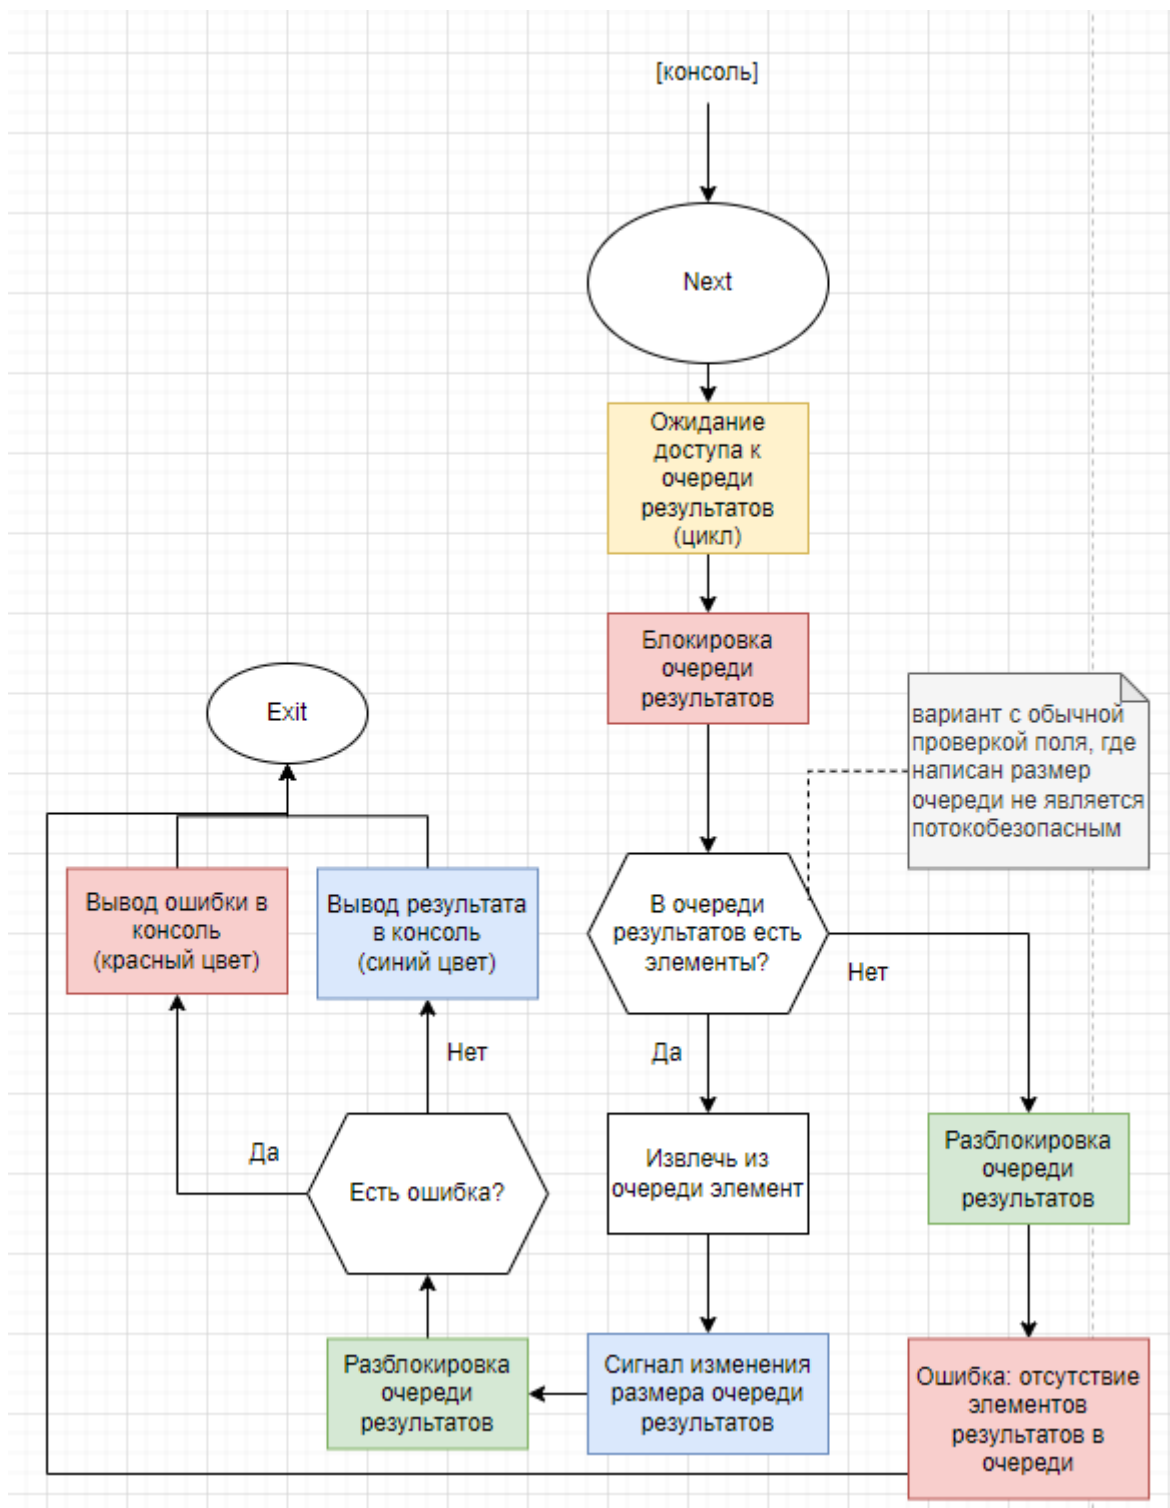 [консоль]
Next
Ожидание
доступа к
очереди
результатов
(цикл)
Блокировка
очереди
результатов
Exit
вариант с обычной
проверкой поля, где
написан размер
очереди не является
потокобезопасным
Вывод ошибки в
консоль
(красный цвет)
Вывод результата
в консоль
(синий цвет)
В очереди
результатов есть
элементы?
Нет
Да
Нет
Извлечь из
очереди элемент
Разблокировка
очереди
результатов
Да
Есть ошибка?
Разблокировка
очереди
результатов
Сигнал изменения
размера очереди
результатов
Ошибка: отсутствие
элементов
результатов в
очереди